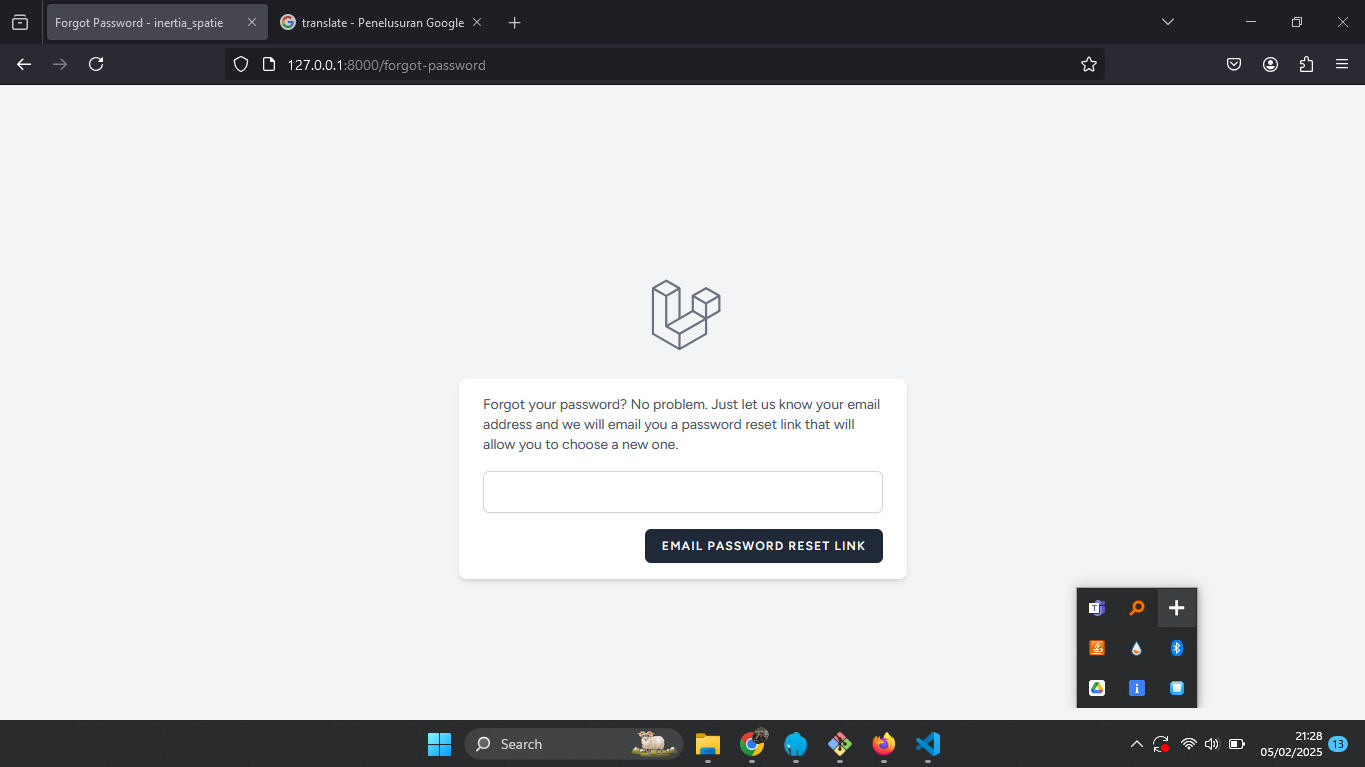 Forgot Password - inertia_spatie
translate - Penelusuran Google
127.0.0.1:8000/forgot-password
Forgot your password? No problem. Just let us know your email
address and we will email you a password reset link that will
allow you to choose a new one.
EMAIL PASSWORD RESET LINK
Search
21:28
05/02/2025
13